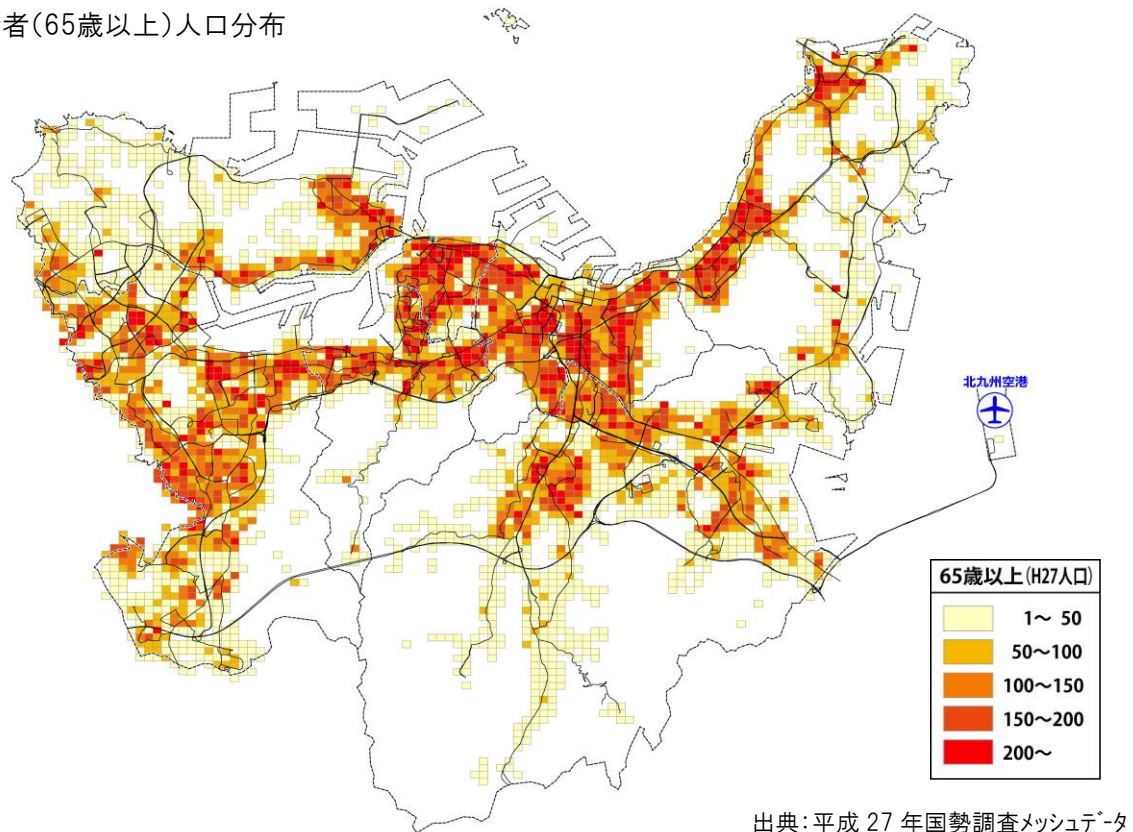 者(65歳以上)人口分布
北九州空港
65歳以上(H27人口)
1～ 50
50～100
100～150
150～200
200～
出典:平成 27 年国勢調査メッシュデータ